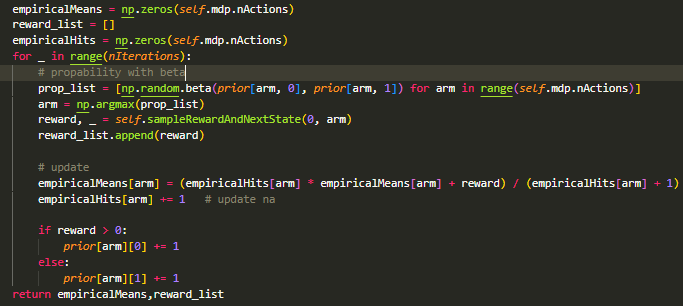 empiricalMeans = np.zeros(self.mdp.nActions)
reward_list = []
empiricalHits = np.zeros(self.mdp.nActions)
for _ in range(nIterations):
    # propability with beta
    prop_list = [np.random.beta(prior[arm, 0], prior[arm, 1]) for arm in range(self.mdp.nActions)]
    arm = np.argmax(prop_list)
    reward, _ = self.sampleRewardAndNextState(0, arm)
    reward_list.append(reward)
    # update
    empiricalMeans[arm] = (empiricalHits[arm] * empiricalMeans[arm] + reward) / (empiricalHits[arm] + 1)
    empiricalHits[arm] += 1   # update na
    if reward > 0:
        prior[arm][0] += 1
    else:
        prior[arm][1] += 1
return empiricalMeans,reward_list